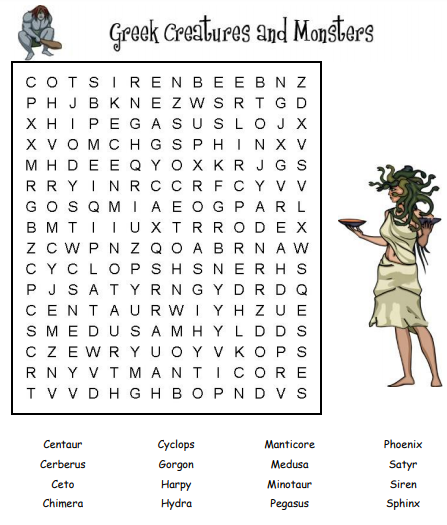 Greek Creatures and Monsters
C O T S I R E N B E E B N Z
P H J B K N E Z W S R T G D
X H I P E G A S U S L O J X
X V O M C H G S P H I N X V
M H D E E Q Y O X K R J G S
R R Y I N R C C R F C Y V V
G O S Q M I A E O G P A R L
B M T I I U X T R R O D E X
Z C W P N Z Q O A B R N A W
C Y C L O P S H S N E R H S
P J S A T Y R N G Y D R D Q
C E N T A U R W I Y H Z U E
S M E D U S A M H Y L D D S
C Z E W R Y U O Y V K O P S
R N Y V T M A N T I C O R E
T V V D H G H B O P N D V S
Centaur Cyclops Manticore Phoenix
Cerberus Gorgon Medusa Satyr
Ceto Harpy Minotaur Siren
Chimera Hydra Pegasus Sphinx